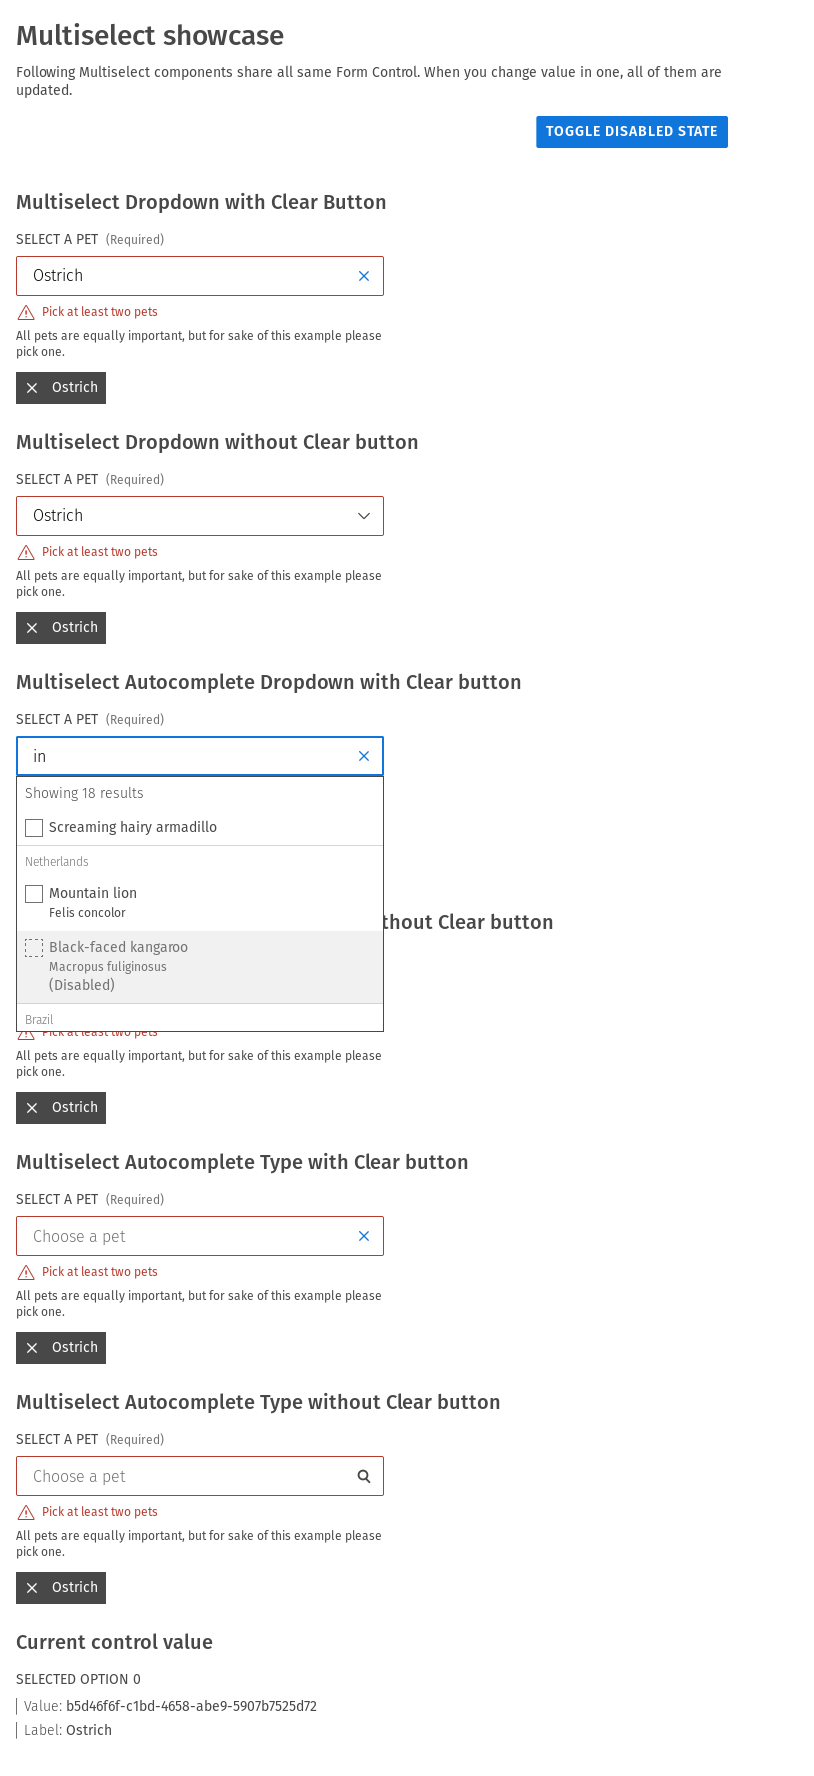 Multiselect showcase
Following Multiselect components share all same Form Control. When you change value in one, all of them are
updated.
TOGGLE DISABLED STATE
Multiselect Dropdown with Clear Button
SELECT A PET (Required)
Ostrich
Pick at least two pets
All pets are equally important, but for sake of this example please
pick one.
Ostrich
Multiselect Dropdown without Clear button
SELECT A PET (Required)
Ostrich
Pick at least two pets
All pets are equally important, but for sake of this example please
pick one.
Ostrich
Multiselect Autocomplete Dropdown with Clear button
SELECT A PET (Required)
in
Showing 18 results
Screaming hairy armadillo
Netherlands
Mountain lion
Felis concolor
thout Clear button
Black-faced kangaroo
Macropus fuliginosus
(Disabled)
Brazil
Pick at least two pets
All pets are equally important, but for sake of this example please
pick one.
Ostrich
Multiselect Autocomplete Type with Clear button
SELECT A PET (Required)
Choose a pet
Pick at least two pets
All pets are equally important, but for sake of this example please
pick one.
Ostrich
Multiselect Autocomplete Type without Clear button
SELECT A PET (Required)
Choose a pet
Pick at least two pets
All pets are equally important, but for sake of this example please
pick one.
Ostrich
Current control value
SELECTED OPTION 0
Value: b5d46f6f-c1bd-4658-abe9-5907b7525d72
Label: Ostrich